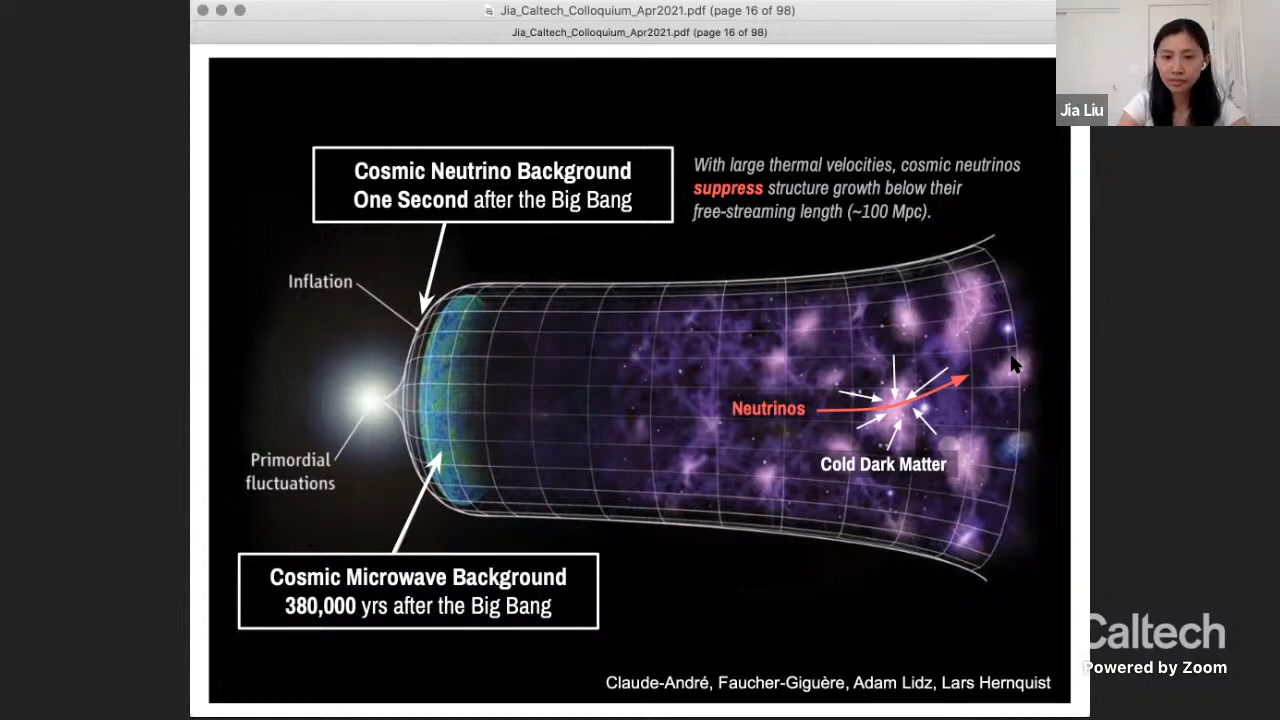 Jia_Caltech_Colloquium_Apr2021.pdf (page 16 of 98)
Jia_Caltech_Colloquium_Apr2021.pdf (page 16 of 98)
Jia Liu
Cosmic Neutrino Background
One Second after the Big Bang
With large thermal velocities, cosmic neutrinos
suppress structure growth below their
free-streaming length (~100 Mpc).
Inflation
Neutrinos
Primordial
fluctuations
Cold Dark Matter
Cosmic Microwave Background
380,000 yrs after the Big Bang
Caltech
Powered by Zoom
Claude-André, Faucher-Giguère, Adam Lidz, Lars Hernquist